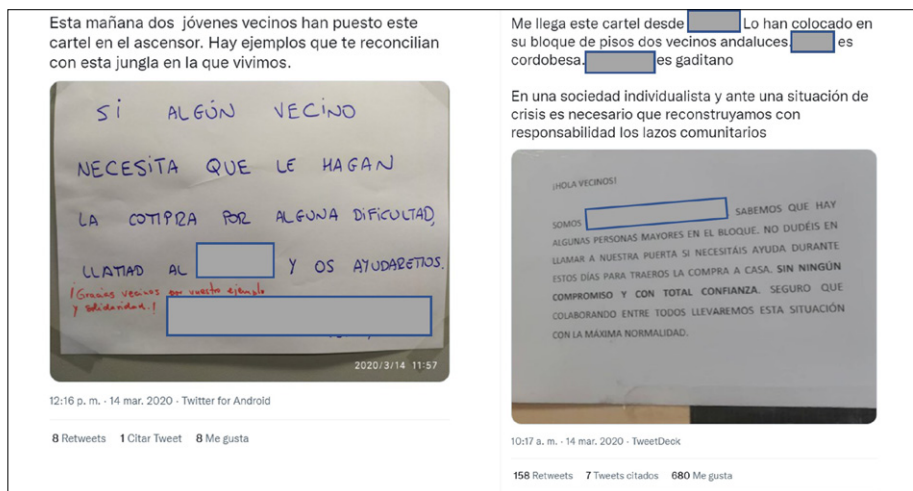 Esta mañana dos jóvenes vecinos han puesto este
cartel en el ascensor. Hay ejemplos que te reconcilian
con esta jungla en la que vivimos.
SI ALGÚN VECINO
NECESITA QUE LE HAGAN
LA COMPRA POR ALGUNA DIFICULTAD,
LLAMAD AL Y OS AYUDAREMOS.
¡Gracias vecinos por vuestro ejemplo
y solidaridad.!
2020/3/14 11:57
12:16 p. m. · 14 mar. 2020 · Twitter for Android
8 Retweets 1 Citar Tweet 8 Me gusta
Me llega este cartel desde Lo han colocado en
su bloque de pisos dos vecinos andaluces. es
cordobesa. es gaditano
En una sociedad individualista y ante una situación de
crisis es necesario que reconstruyamos con
responsabilidad los lazos comunitarios
¡HOLA VECINOS!
SOMOS SABEMOS QUE HAY
ALGUNAS PERSONAS MAYORES EN EL BLOQUE. NO DUDÉIS EN
LLAMAR A NUESTRA PUERTA SI NECESITÁIS AYUDA DURANTE
ESTOS DÍAS PARA TRAEROS LA COMPRA A CASA. SIN NINGÚN
COMPROMISO Y CON TOTAL CONFIANZA. SEGURO QUE
COLABORANDO ENTRE TODOS LLEVAREMOS ESTA SITUACIÓN
CON LA MÁXIMA NORMALIDAD.
10:17 a. m. · 14 mar. 2020 · TweetDeck
158 Retweets 7 Tweets citados 680 Me gusta